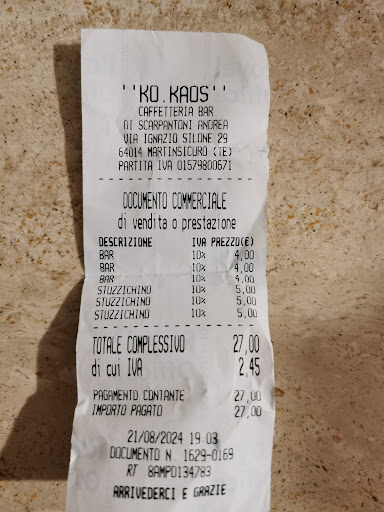 ''KO.KAOS''
CAFFETTERIA BAR
DI SCARPANTONI ANDREA
VIA IGNAZIO SILONE 29
64014 MARTINSICURO (TE)
PARTITA IVA 01579800671
DOCUMENTO COMMERCIALE
di vendita o prestazione
DESCRIZIONE IVA PREZZO(€)
BAR 10% 4,00
BAR 10% 4,00
BAR 10% 4,00
STUZZICHINO 10% 5,00
STUZZICHINO 10% 5,00
STUZZICHINO 10% 5,00
TOTALE COMPLESSIVO 27,00
di cui IVA 2,45
PAGAMENTO CONTANTE 27,00
IMPORTO PAGATO 27,00
21/08/2024 19:03
DOCUMENTO N. 1629-0169
RT 8AMPD134783
ARRIVEDERCI E GRAZIE